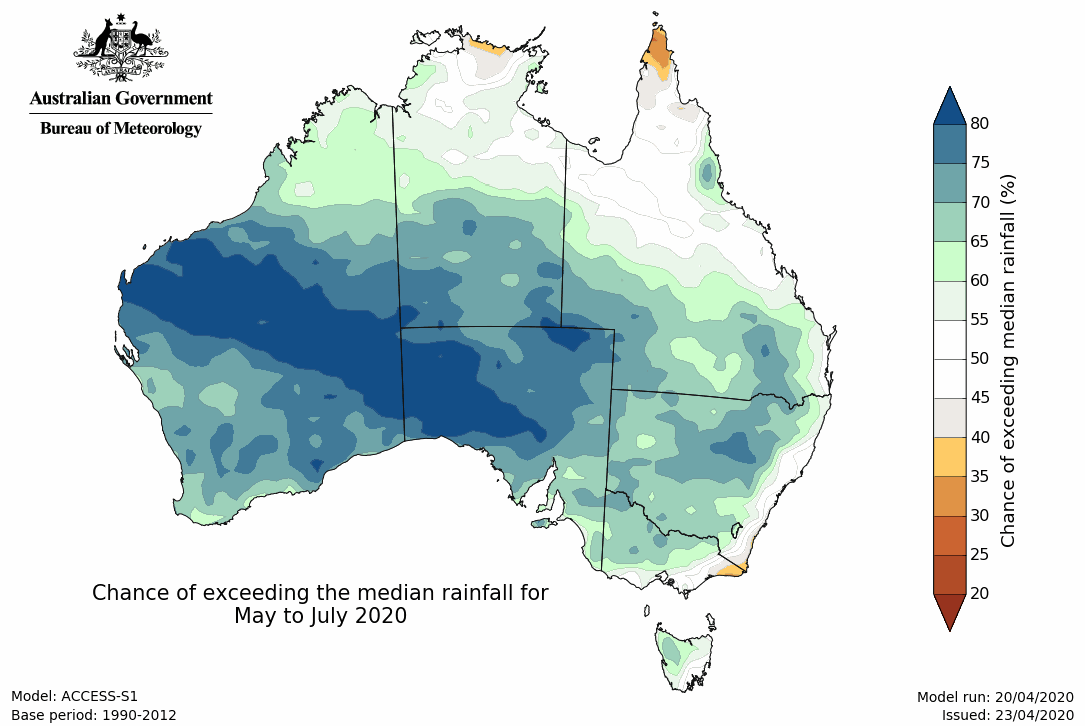 Australian Government
Bureau of Meteorology
80
75
70
65
60
55
50
45
40
35
30
25
20
Chance of exceeding median rainfall (%)
Chance of exceeding the median rainfall for
May to July 2020
Model: ACCESS-S1
Base period: 1990-2012
Model run: 20/04/2020
Issued: 23/04/2020